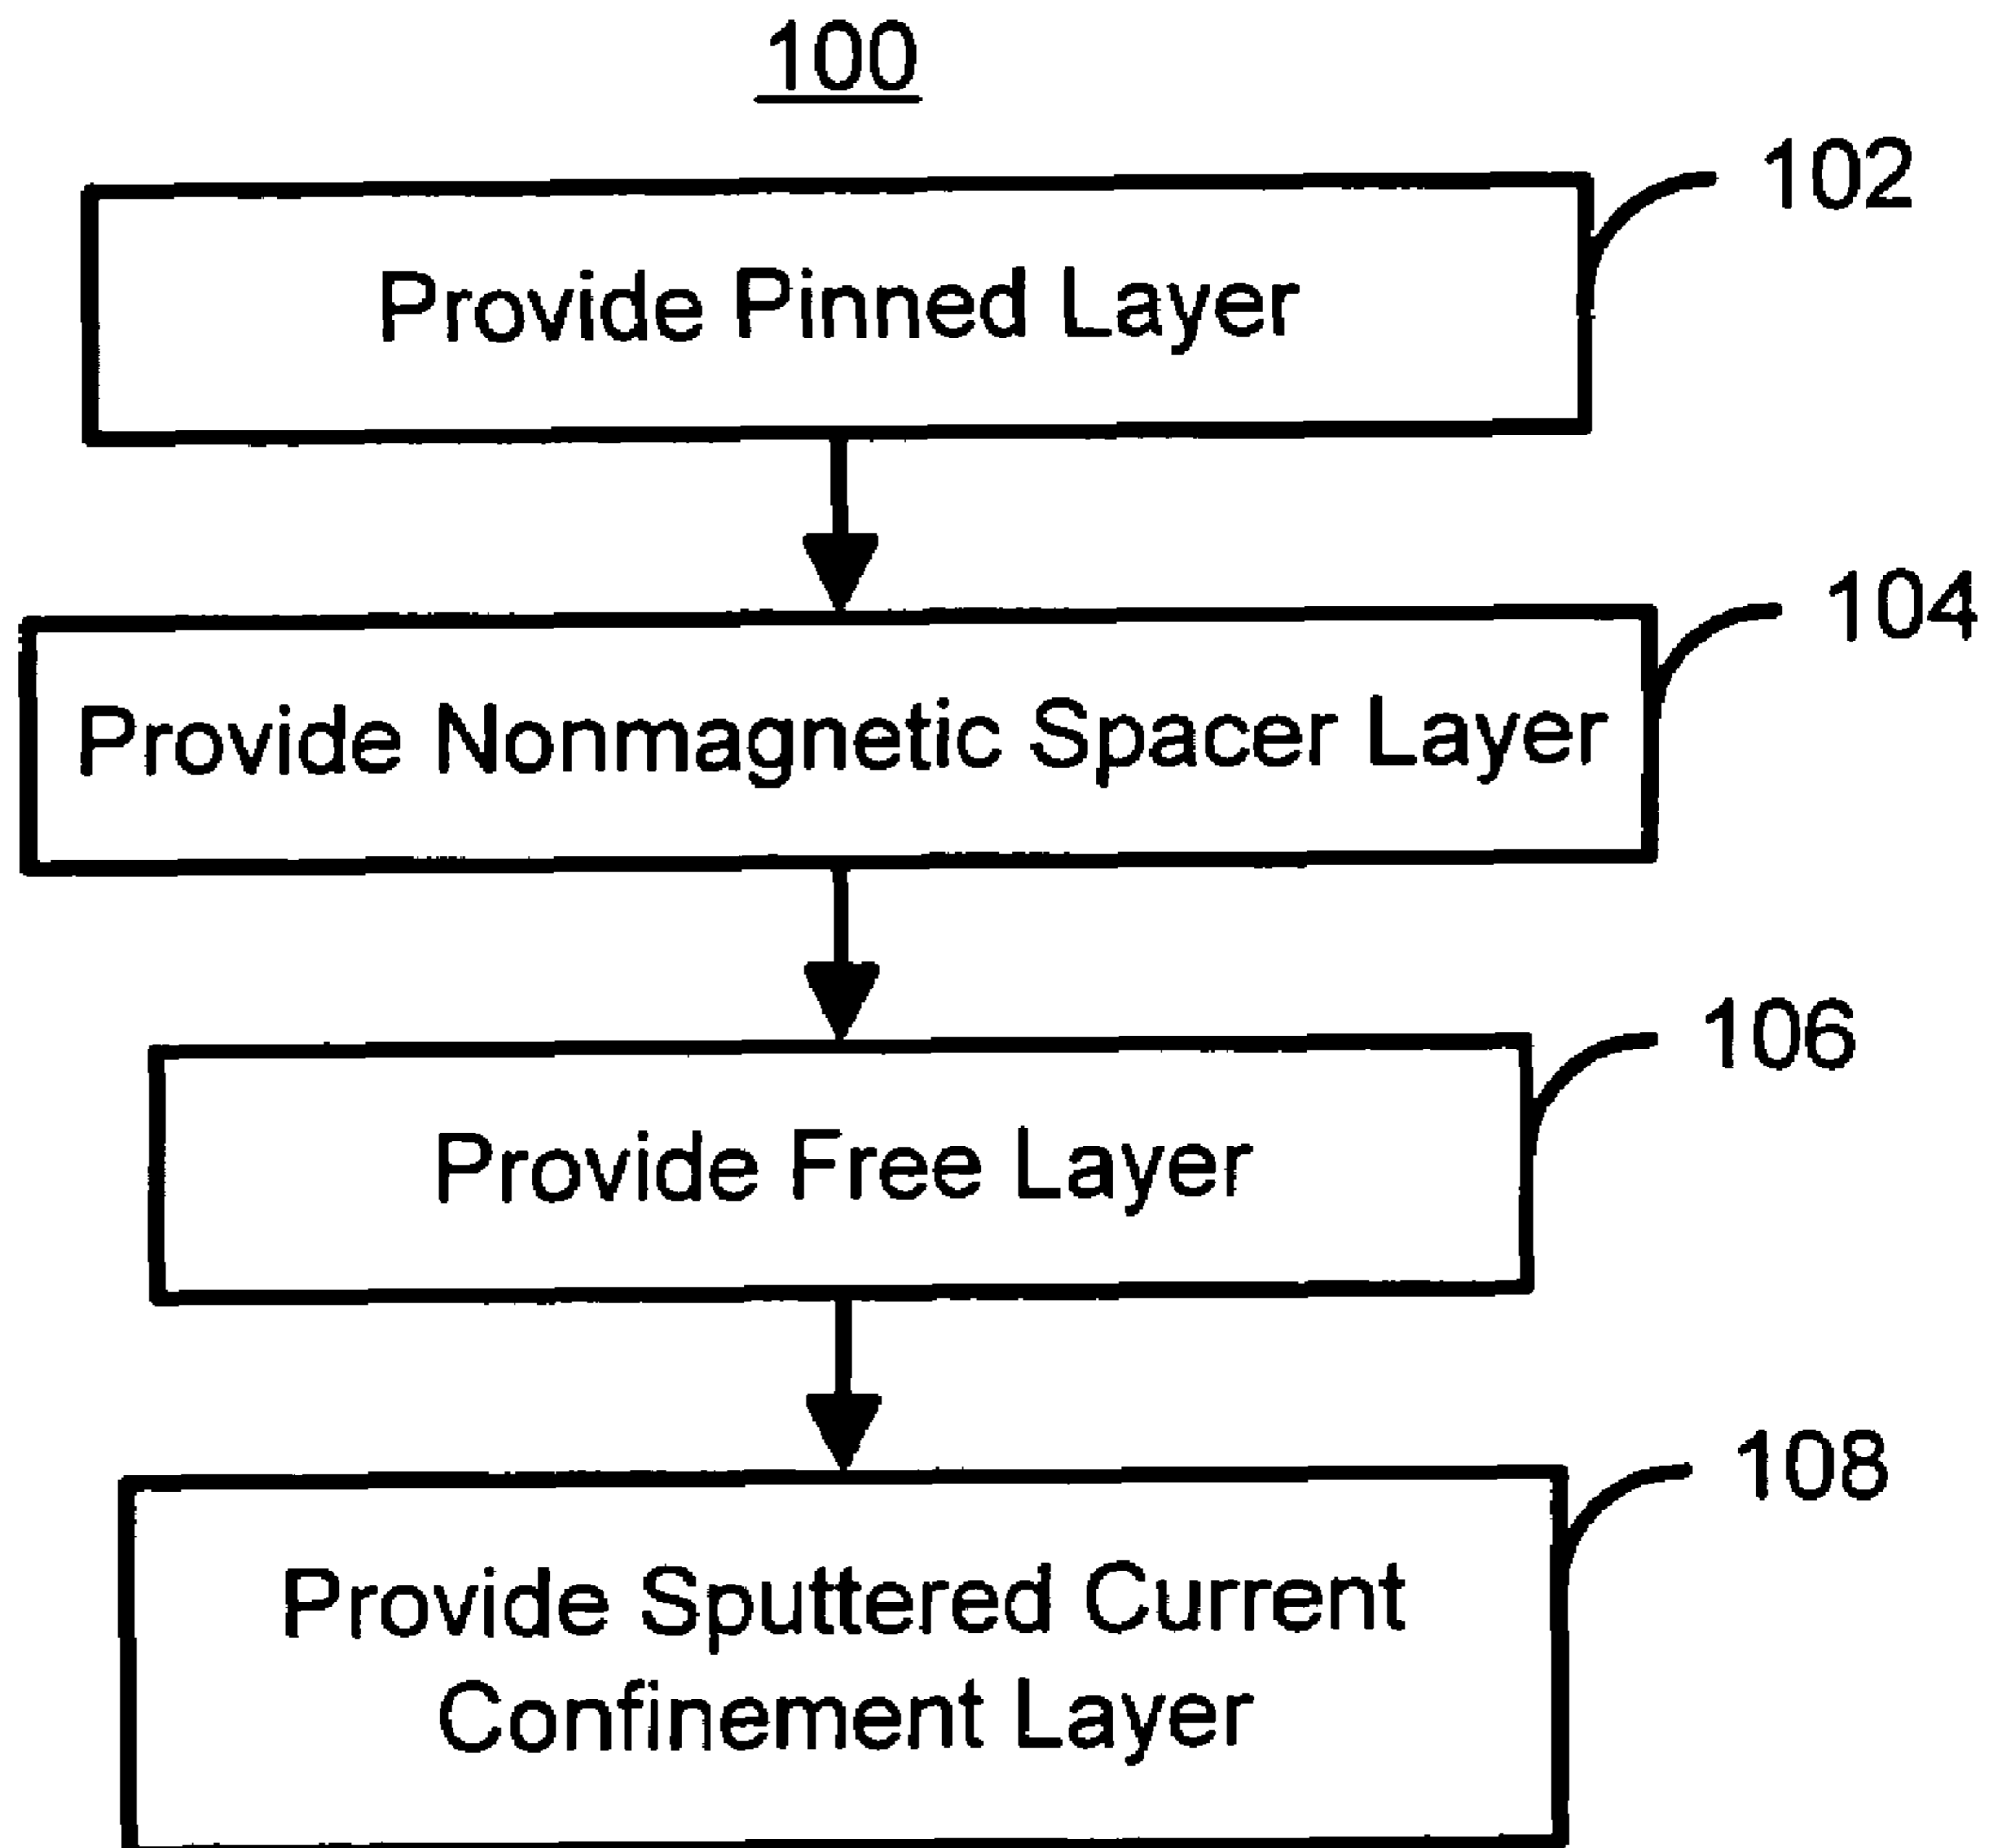 100
102
Provide Pinned Layer
104
Provide Nonmagnetic Spacer Layer
106
Provide Free Layer
108
Provide Sputtered Current
Confinement Layer